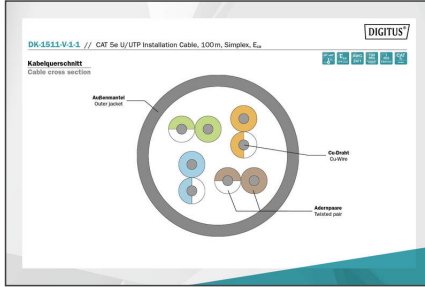 DIGITUS®
DK-1511-V-1-1 // CAT 5e U/UTP Installation Cable, 100m, Simplex, Eca
Kabelquerschnitt
Cable cross section
Außenmantel
Outer jacket
Cu-Draht
Cu-Wire
Adernpaare
Twisted pair